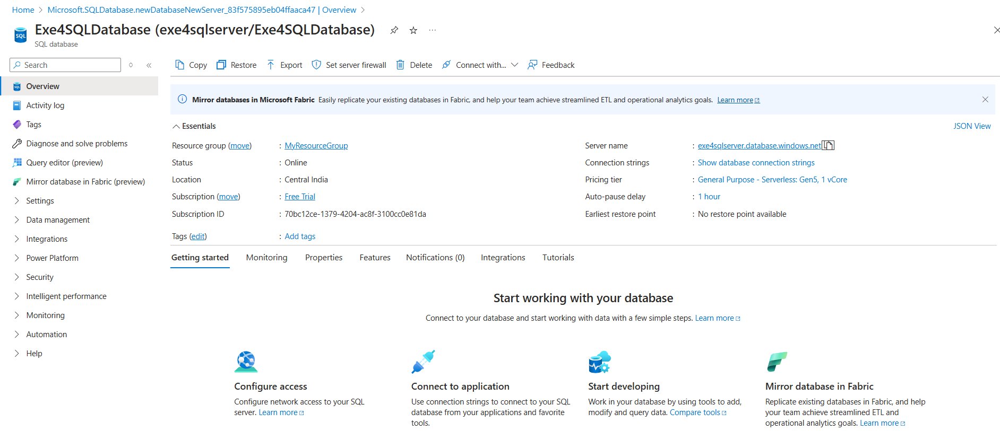 Home > Microsoft.SQLDatabase.newDatabaseNewServer_83f575895eb04ffaaca47 | Overview >
Exe4SQLDatabase (exe4sqlserver/Exe4SQLDatabase)
SQL
SQL database
Search
Copy Restore Export Set server firewall Delete Connect with... Feedback
Overview
Activity log
Tags
Diagnose and solve problems
Query editor (preview)
Mirror database in Fabric (preview)
Settings
Data management
Integrations
Power Platform
Security
Intelligent performance
Monitoring
Automation
Help
Mirror databases in Microsoft Fabric Easily replicate your existing databases in Fabric, and help your team achieve streamlined ETL and operational analytics goals. Learn more
Essentials
JSON View
Resource group (move) : MyResourceGroup
Status : Online
Location : Central India
Subscription (move) : Free Trial
Subscription ID : 70bc12ce-1379-4204-ac8f-3100cc0e81da
Tags (edit) : Add tags
Server name : exe4sqlserver.database.windows.net
Connection strings : Show database connection strings
Pricing tier : General Purpose - Serverless: Gen5, 1 vCore
Auto-pause delay : 1 hour
Earliest restore point : No restore point available
Getting started Monitoring Properties Features Notifications (0) Integrations Tutorials
Start working with your database
Connect to your database and start working with data with a few simple steps. Learn more
Configure access
Configure network access to your SQL
server. Learn more
Connect to application
Use connection strings to connect to your SQL
database from your applications and favorite
tools.
Start developing
Work in your database by using tools to add,
modify and query data. Compare tools
Mirror database in Fabric
Replicate existing databases in Fabric, and help
your team achieve streamlined ETL and
operational analytics goals. Learn more